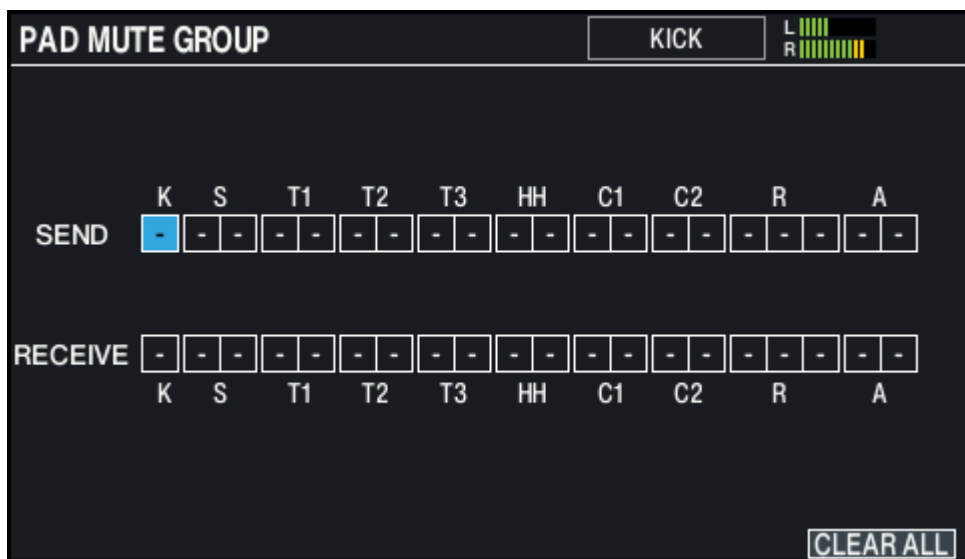 PAD MUTE GROUP KICK L
R
K S T1 T2 T3 HH C1 C2 R A
SEND - - - - - - - - - - - - - - - - - - - -
RECEIVE - - - - - - - - - - - - - - - - - - - -
K S T1 T2 T3 HH C1 C2 R A
CLEAR ALL